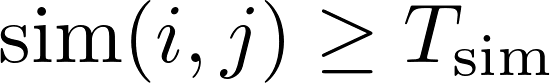 sim(i, j) ≥ T_sim